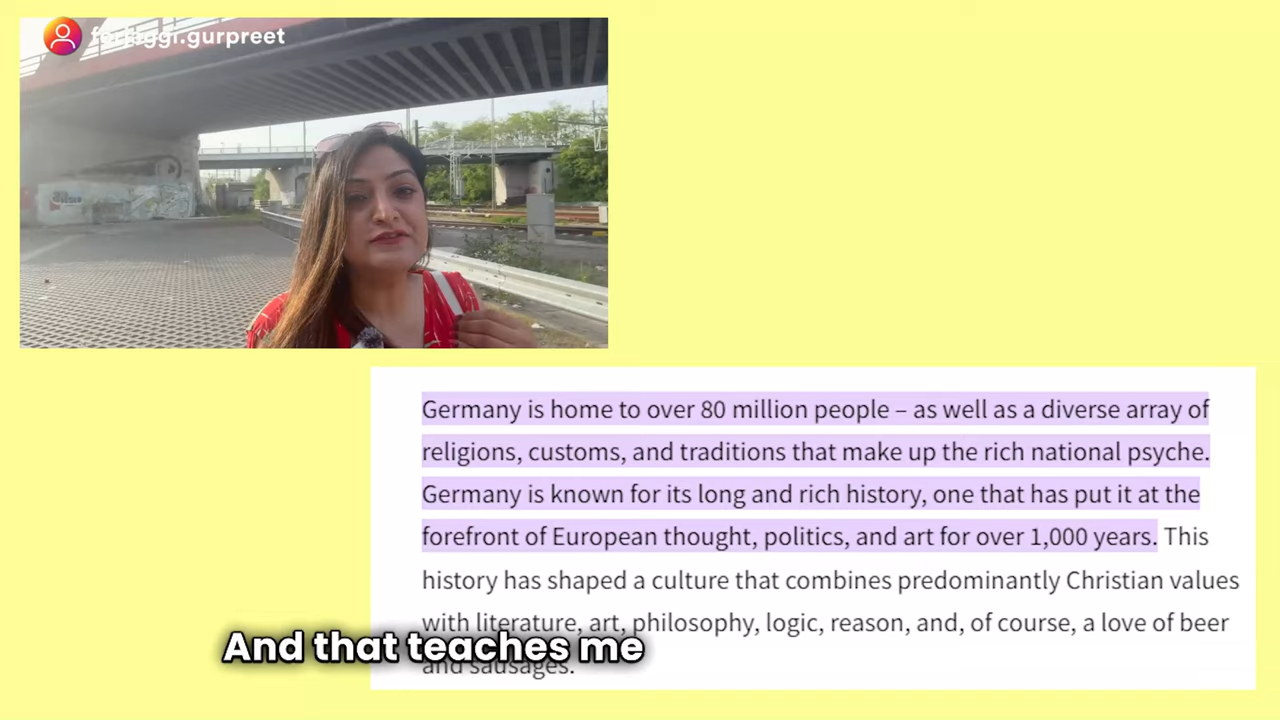 gurpreet
Germany is home to over 80 million people – as well as a diverse array of
religions, customs, and traditions that make up the rich national psyche.
Germany is known for its long and rich history, one that has put it at the
forefront of European thought, politics, and art for over 1,000 years. This
history has shaped a culture that combines predominantly Christian values
with literature, art, philosophy, logic, reason, and, of course, a love of beer
and sausages.
And that teaches me